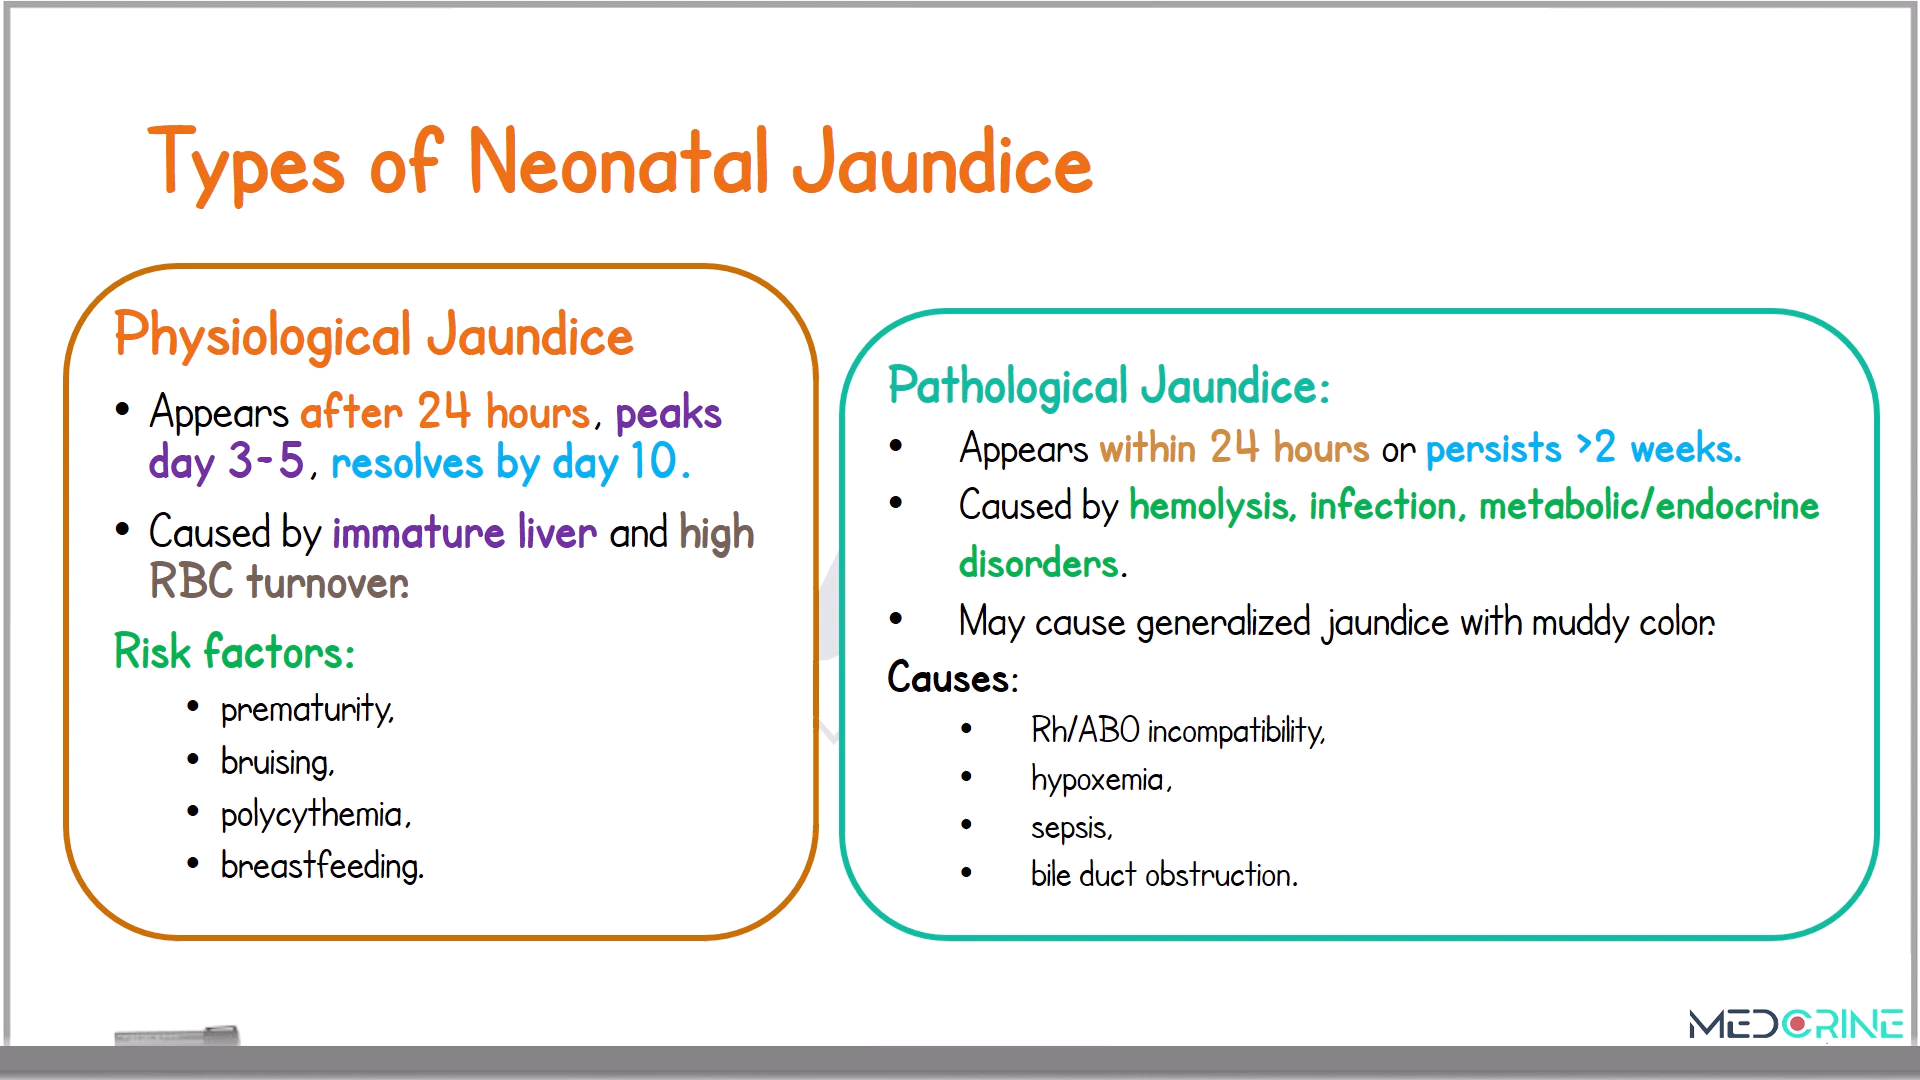 Types of Neonatal Jaundice
Physiological Jaundice
• Appears after 24 hours, peaks
day 3-5, resolves by day 10.
• Caused by immature liver and high
RBC turnover.
Risk factors:
• prematurity,
• bruising,
• polycythemia,
• breastfeeding.
Pathological Jaundice:
• Appears within 24 hours or persists >2 weeks.
• Caused by hemolysis, infection, metabolic/endocrine
disorders.
• May cause generalized jaundice with muddy color.
Causes:
• Rh/ABO incompatibility,
• hypoxemia,
• sepsis,
• bile duct obstruction.
MEDCRINE